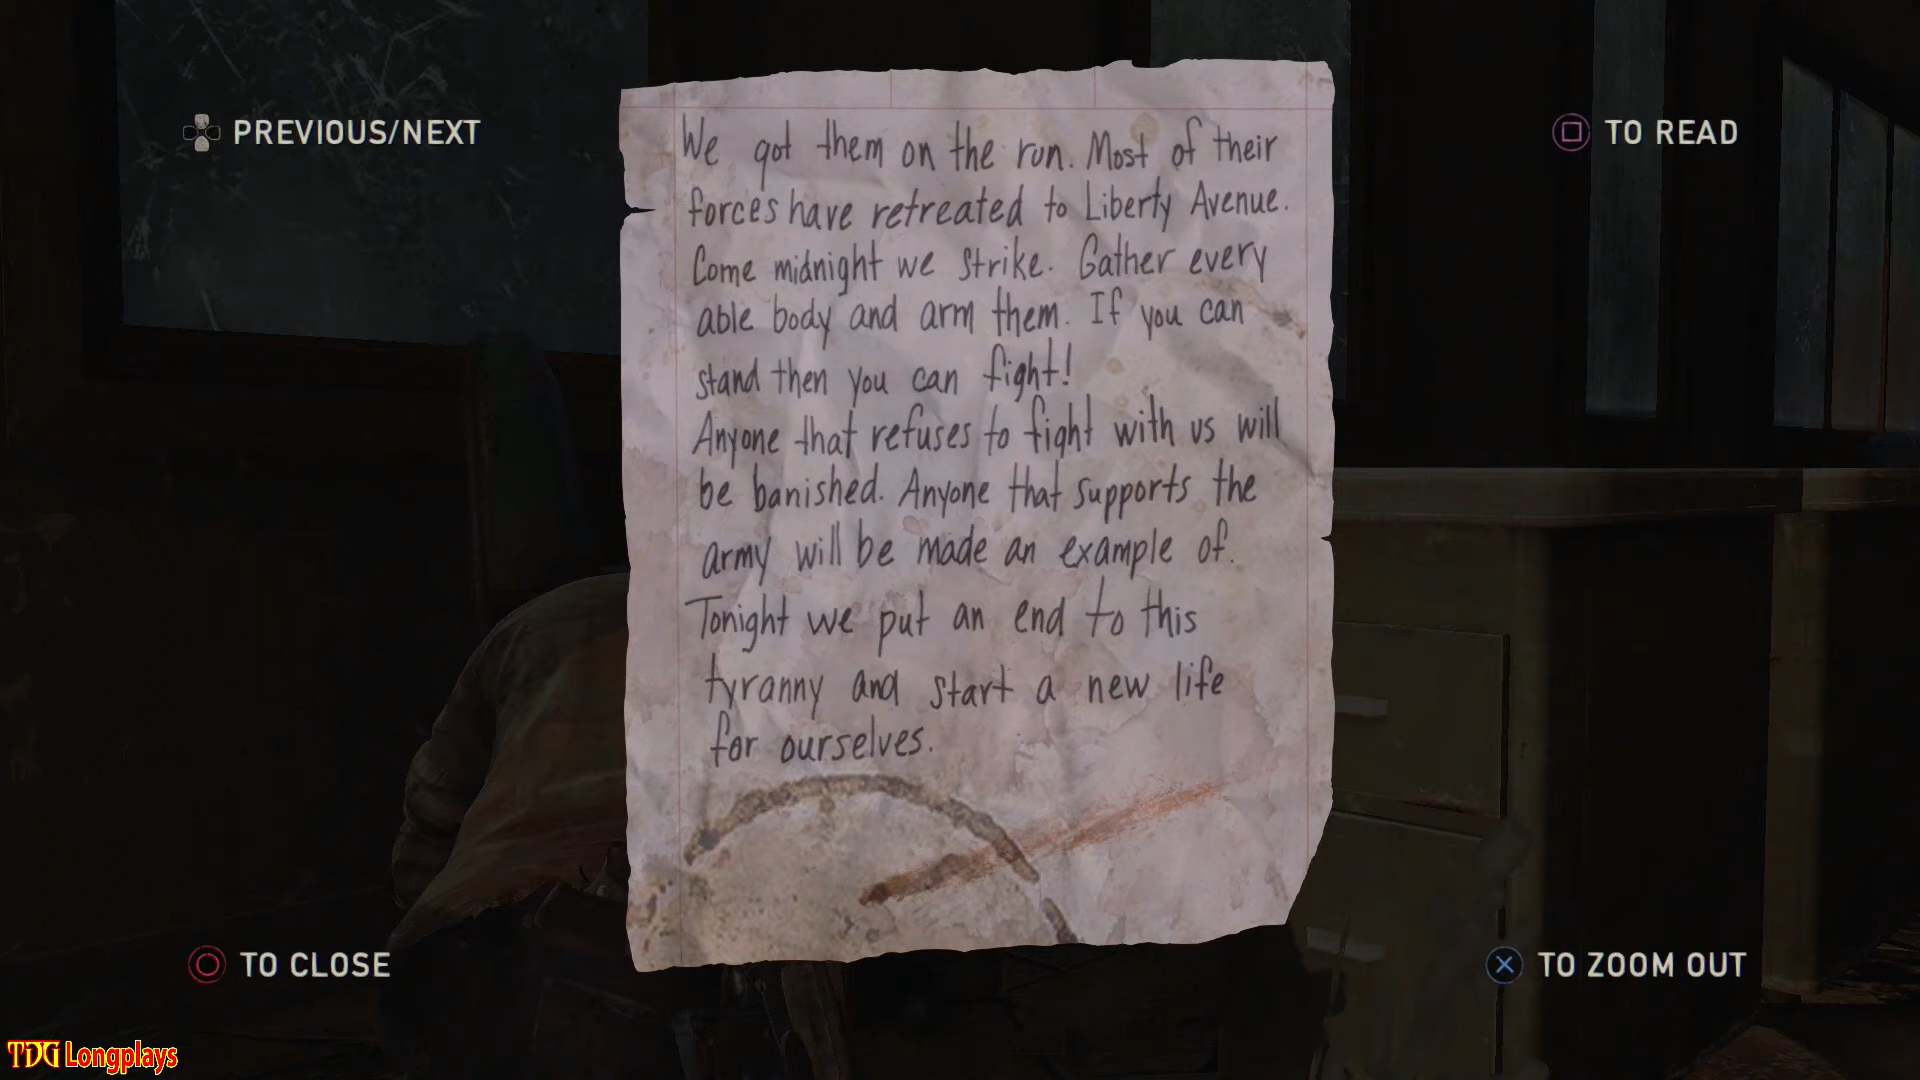 PREVIOUS/NEXT
TO READ
We got them on the run. Most of their
forces have retreated to Liberty Avenue.
Come midnight we strike. Gather every
able body and arm them. If you can
stand then you can fight!
Anyone that refuses to fight with us will
be banished. Anyone that supports the
army will be made an example of.
Tonight we put an end to this
tyranny and start a new life
for ourselves.
TO CLOSE
TO ZOOM OUT
TDG Longplays